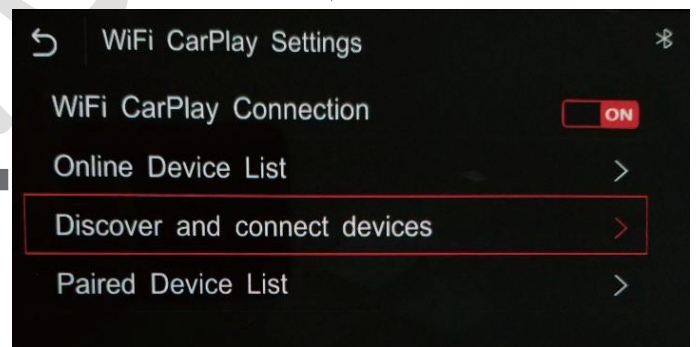 WiFi CarPlay Settings
WiFi CarPlay Connection
ON
Online Device List
Discover and connect devices
Paired Device List